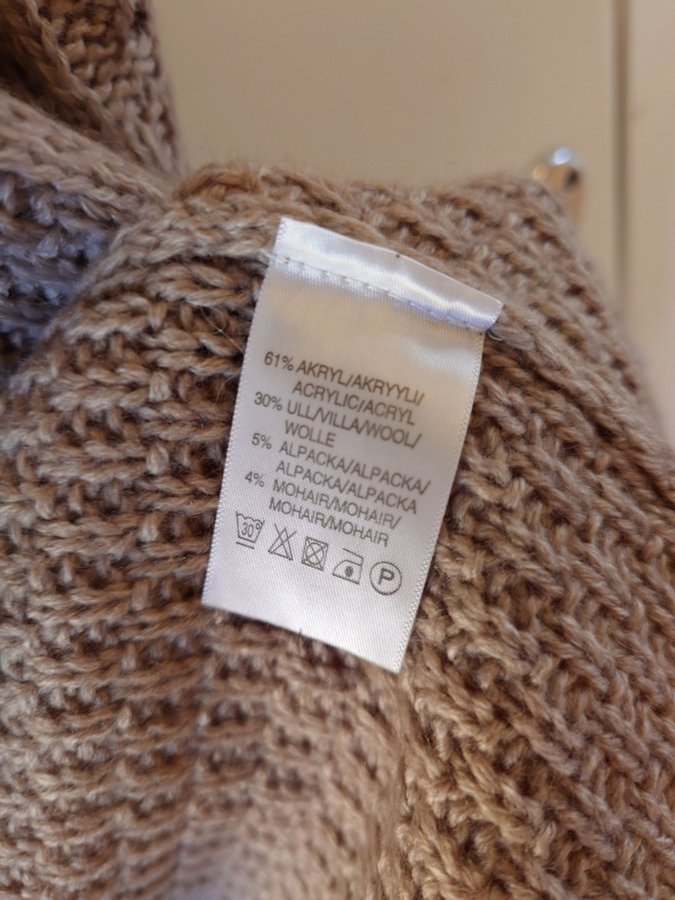 61% AKRYL/AKRYYLI/
ACRYLIC/ACRYL
30% ULL/VILLA/WOOL/
WOLLE
5% ALPACKA/ALPACKA/
ALPACKA/ALPACKA
4% MOHAIR/MOHAIR/
MOHAIR/MOHAIR
30° P